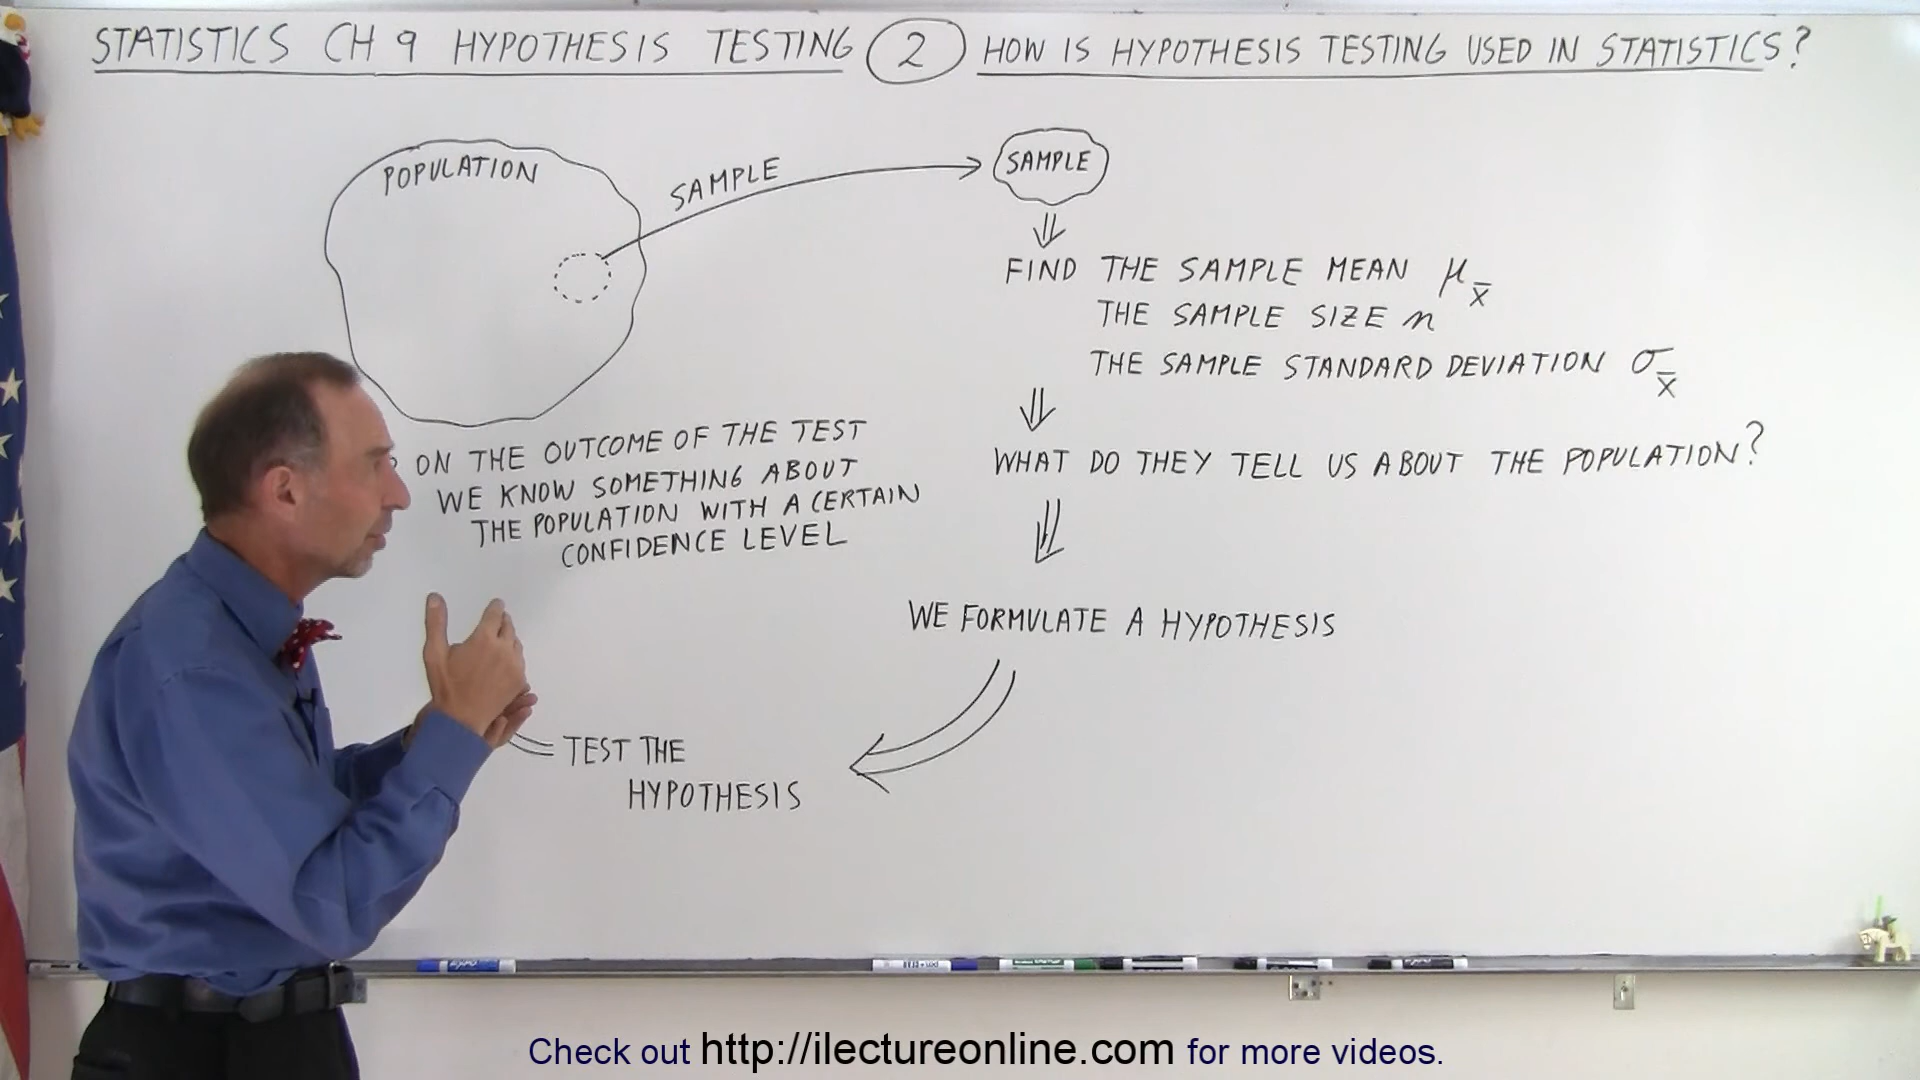 STATISTICS CH 9 HYPOTHESIS TESTING 2 HOW IS HYPOTHESIS TESTING USED IN STATISTICS?
POPULATION
SAMPLE
SAMPLE
FIND THE SAMPLE MEAN μx̄
THE SAMPLE SIZE n
THE SAMPLE STANDARD DEVIATION σx̄
WHAT DO THEY TELL US ABOUT THE POPULATION?
WE FORMULATE A HYPOTHESIS
TEST THE
HYPOTHESIS
ON THE OUTCOME OF THE TEST
WE KNOW SOMETHING ABOUT
THE POPULATION WITH A CERTAIN
CONFIDENCE LEVEL
Check out http://ilectureonline.com for more videos.